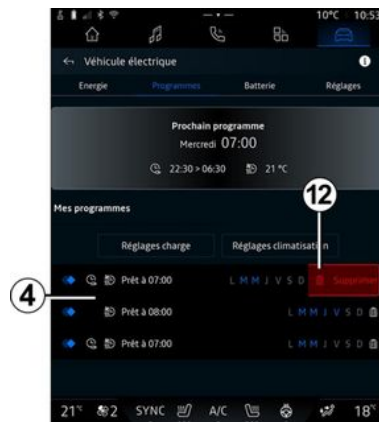 10°C 10:53
Véhicule électrique
Energie Programmes Batterie Réglages
Prochain programme
Mercredi 07:00
22:30 > 06:30 21 °C
12
Mes programmes
Réglages charge Réglages climatisation
4
Prêt à 07:00 L M M J V S D Supprimer
Prêt à 08:00 L M M J V S D
Prêt à 07:00 L M M J V S D
21° 2 SYNC A/C 18°